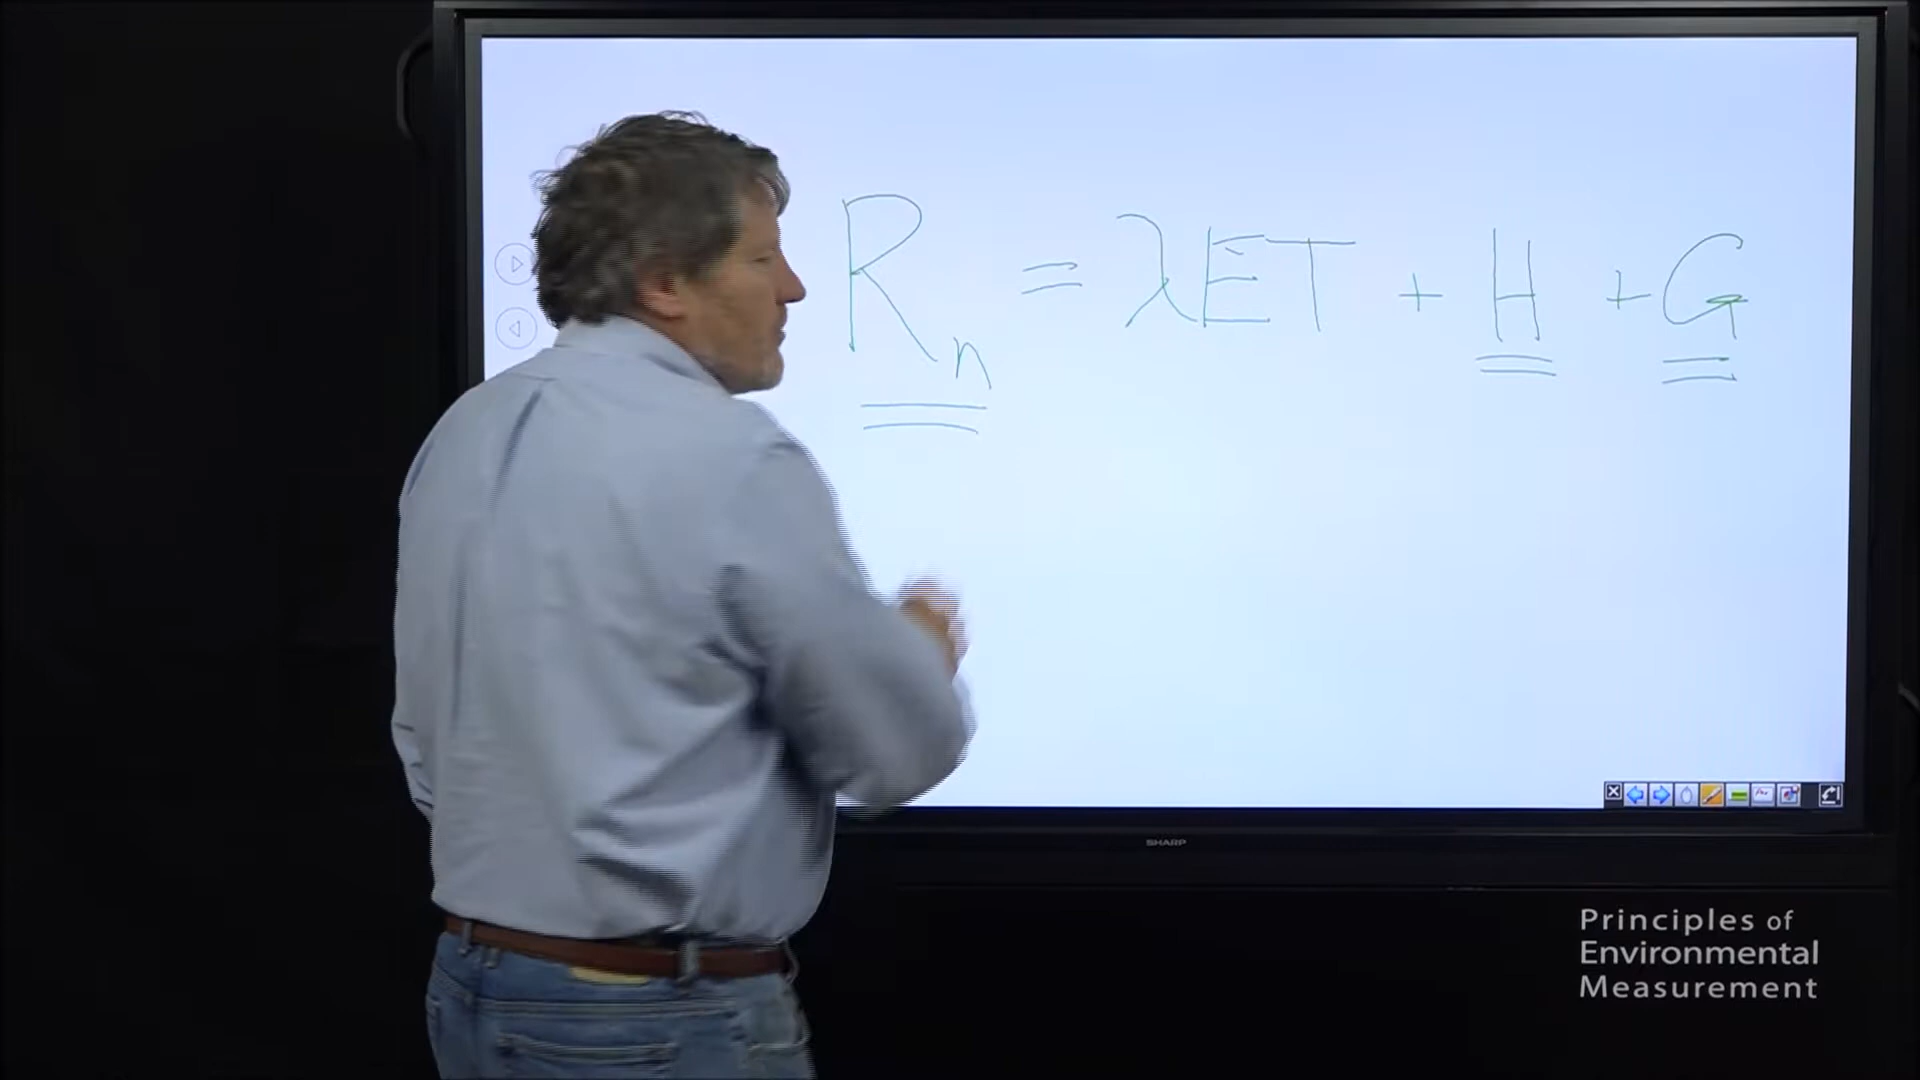 Rn = λET + H + G
SHARP
Principles of
Environmental
Measurement